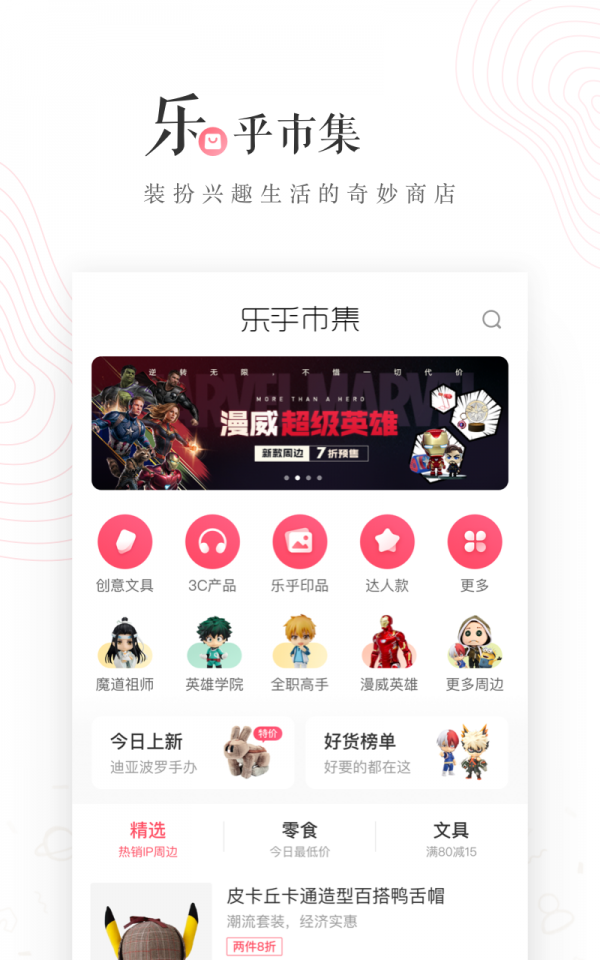 乐乎市集
装扮兴趣生活的奇妙商店
乐乎市集
逆转无限，不惜一切代价
MARVEL MARVEL
MORE THAN A HERO
漫威超级英雄
新款周边 7折预售
创意文具 3C产品 乐乎印品 达人款 更多
魔道祖师 英雄学院 全职高手 漫威英雄 更多周边
今日上新 特价 好货榜单
迪亚波罗手办 好要的都在这
精选 零食 文具
热销IP周边 今日最低价 满80减15
皮卡丘卡通造型百搭鸭舌帽
潮流套装，经济实惠
两件8折